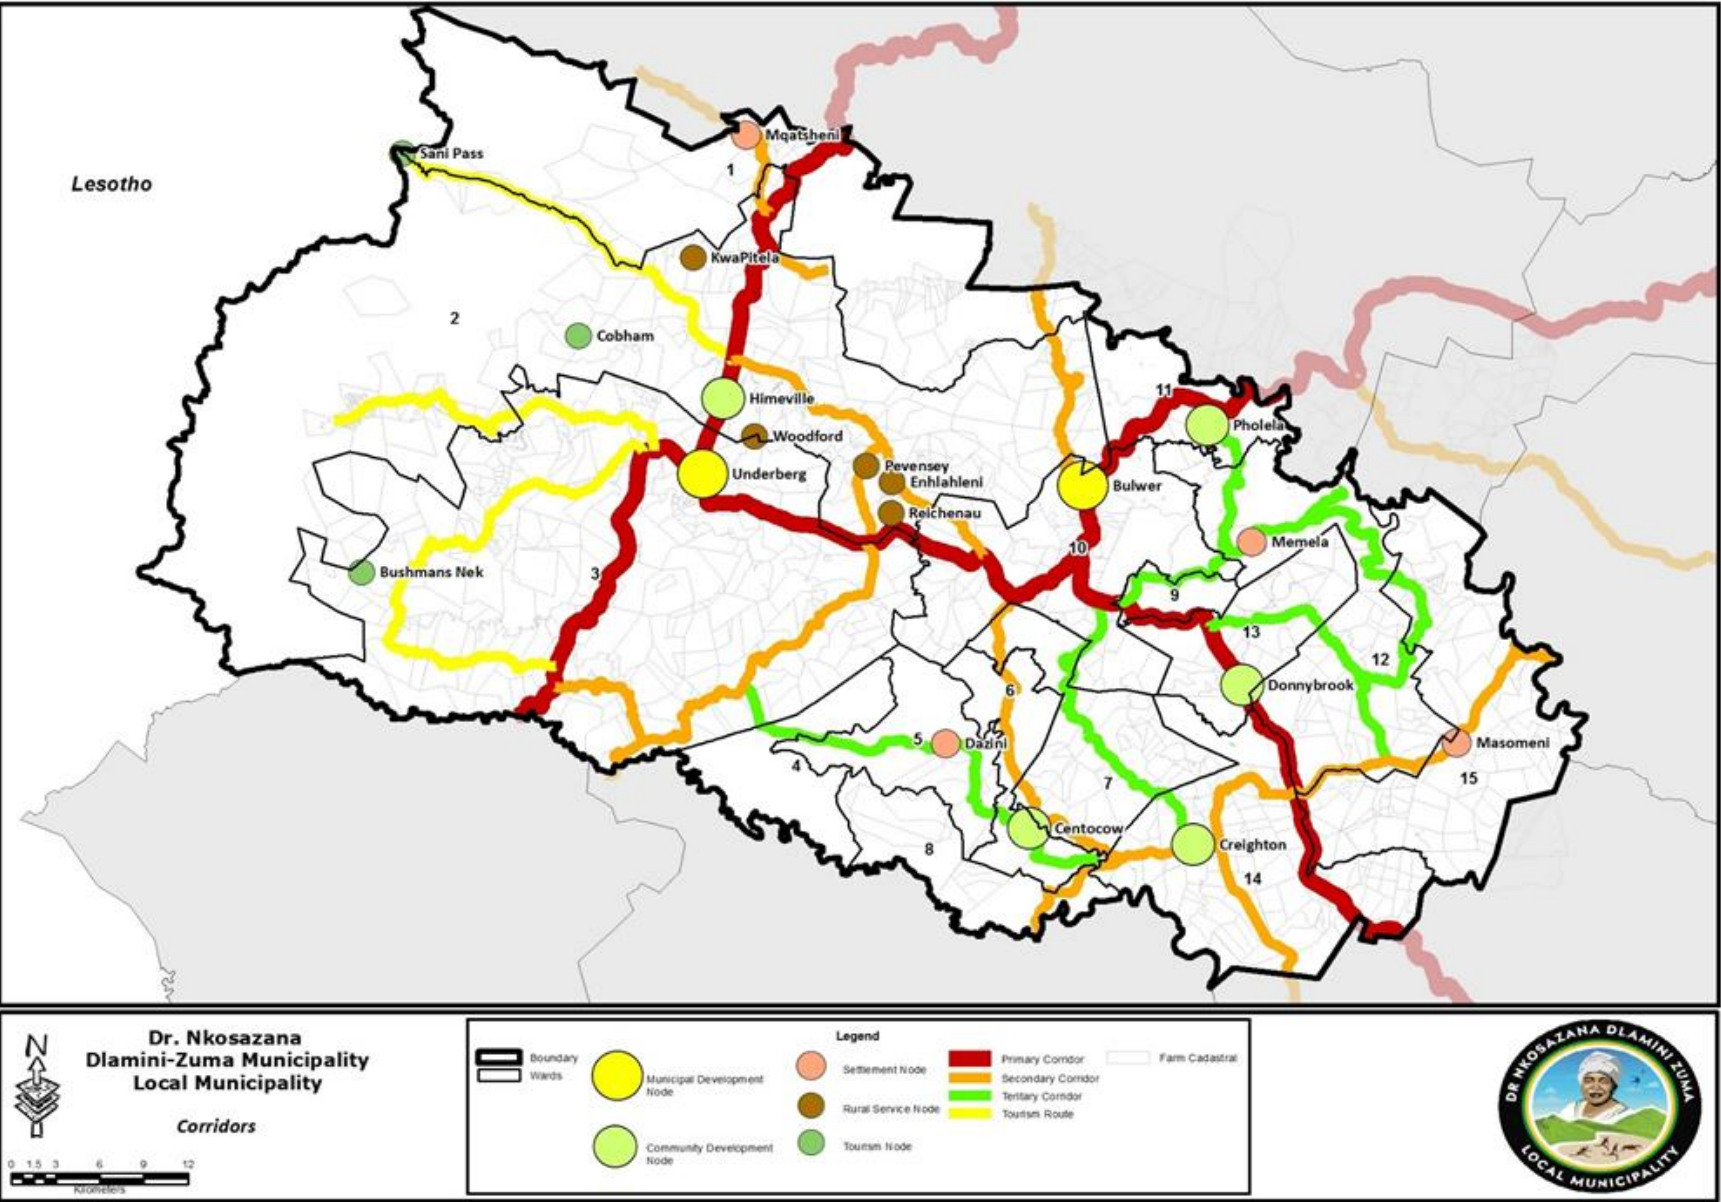 Lesotho
Sani Pass
Mqatsheni
1
KwaPitela
2
Cobham
Himeville
Woodford
Underberg
Pevensey
Enhlahleni
Reichenau
11
Pholela
Bulwer
10
Memela
Bushmans Nek
3
9
13
12
6
Donnybrook
5
Dazini
4
7
Masomeni
15
Centocow
Creighton
8
14
N
Dr. Nkosazana
Dlamini-Zuma Municipality
Local Municipality
Corridors
0 1.5 3 6 9 12
Kilometers
Legend
Boundary
Wards
Municipal Development
Node
Community Development
Node
Settlement Node
Rural Service Node
Tourism Node
Primary Corridor
Secondary Corridor
Teritary Corridor
Tourism Route
Farm Cadastral
DR NKOSAZANA DLAMINI ZUMA
LOCAL MUNICIPALITY